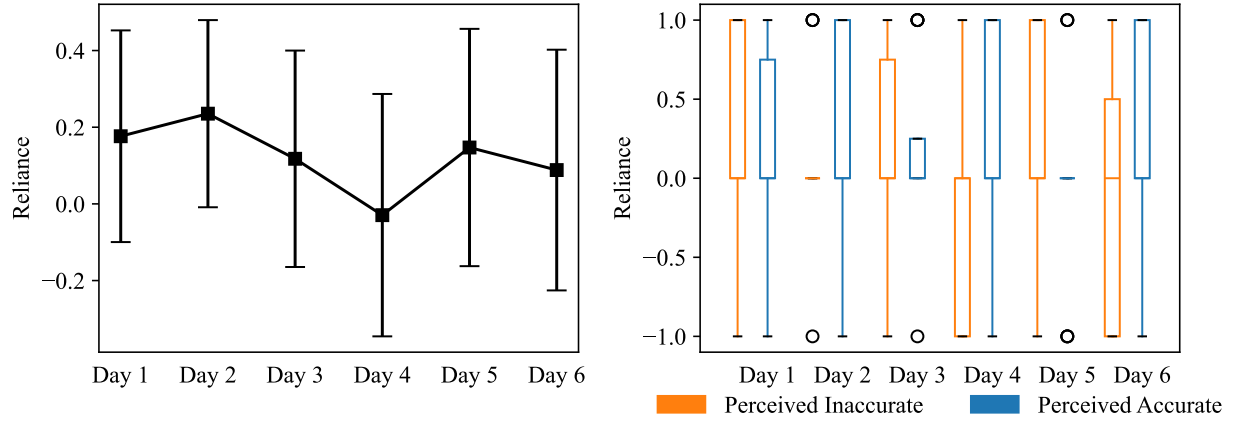 Reliance
0.4
0.2
0.0
−0.2
Day 1 Day 2 Day 3 Day 4 Day 5 Day 6
Reliance
1.0
0.5
0.0
−0.5
−1.0
Day 1 Day 2 Day 3 Day 4 Day 5 Day 6
Perceived Inaccurate Perceived Accurate